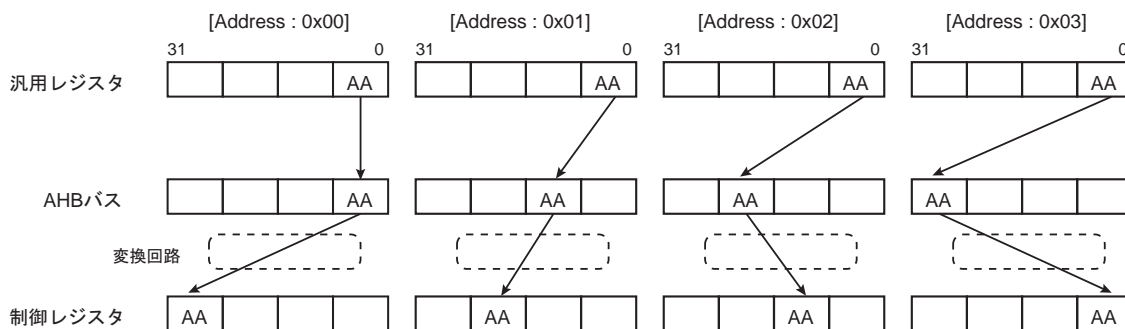 [Address : 0x00] [Address : 0x01] [Address : 0x02] [Address : 0x03]
31 0 31 0 31 0 31 0
汎用レジスタ AA AA AA AA
AHBバス AA AA AA AA
変換回路
制御レジスタ AA AA AA AA